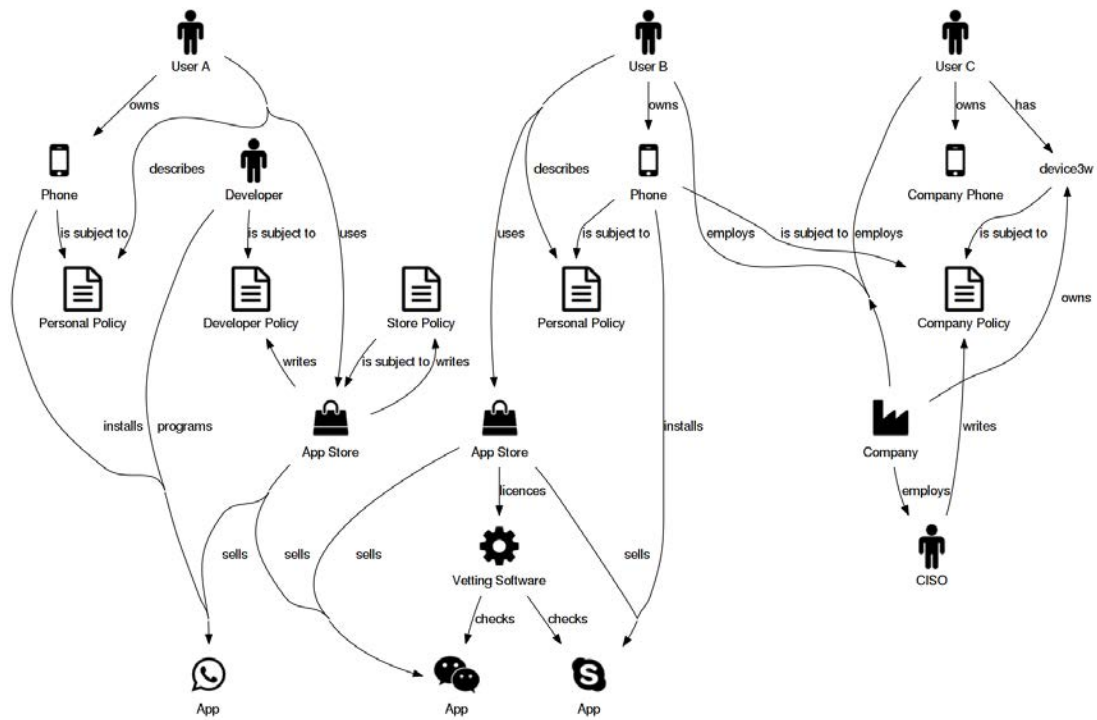 User A
User B
User C
owns
owns
owns
has
describes
describes
Phone
Developer
Phone
Company Phone
device3w
is subject to
is subject to
uses
uses
is subject to
employs
is subject to
employs
is subject to
Personal Policy
Developer Policy
Store Policy
Personal Policy
Company Policy
owns
writes
is subject to
writes
installs
programs
installs
writes
App Store
App Store
Company
licences
employs
sells
sells
sells
sells
Vetting Software
CISO
checks
checks
App
App
App